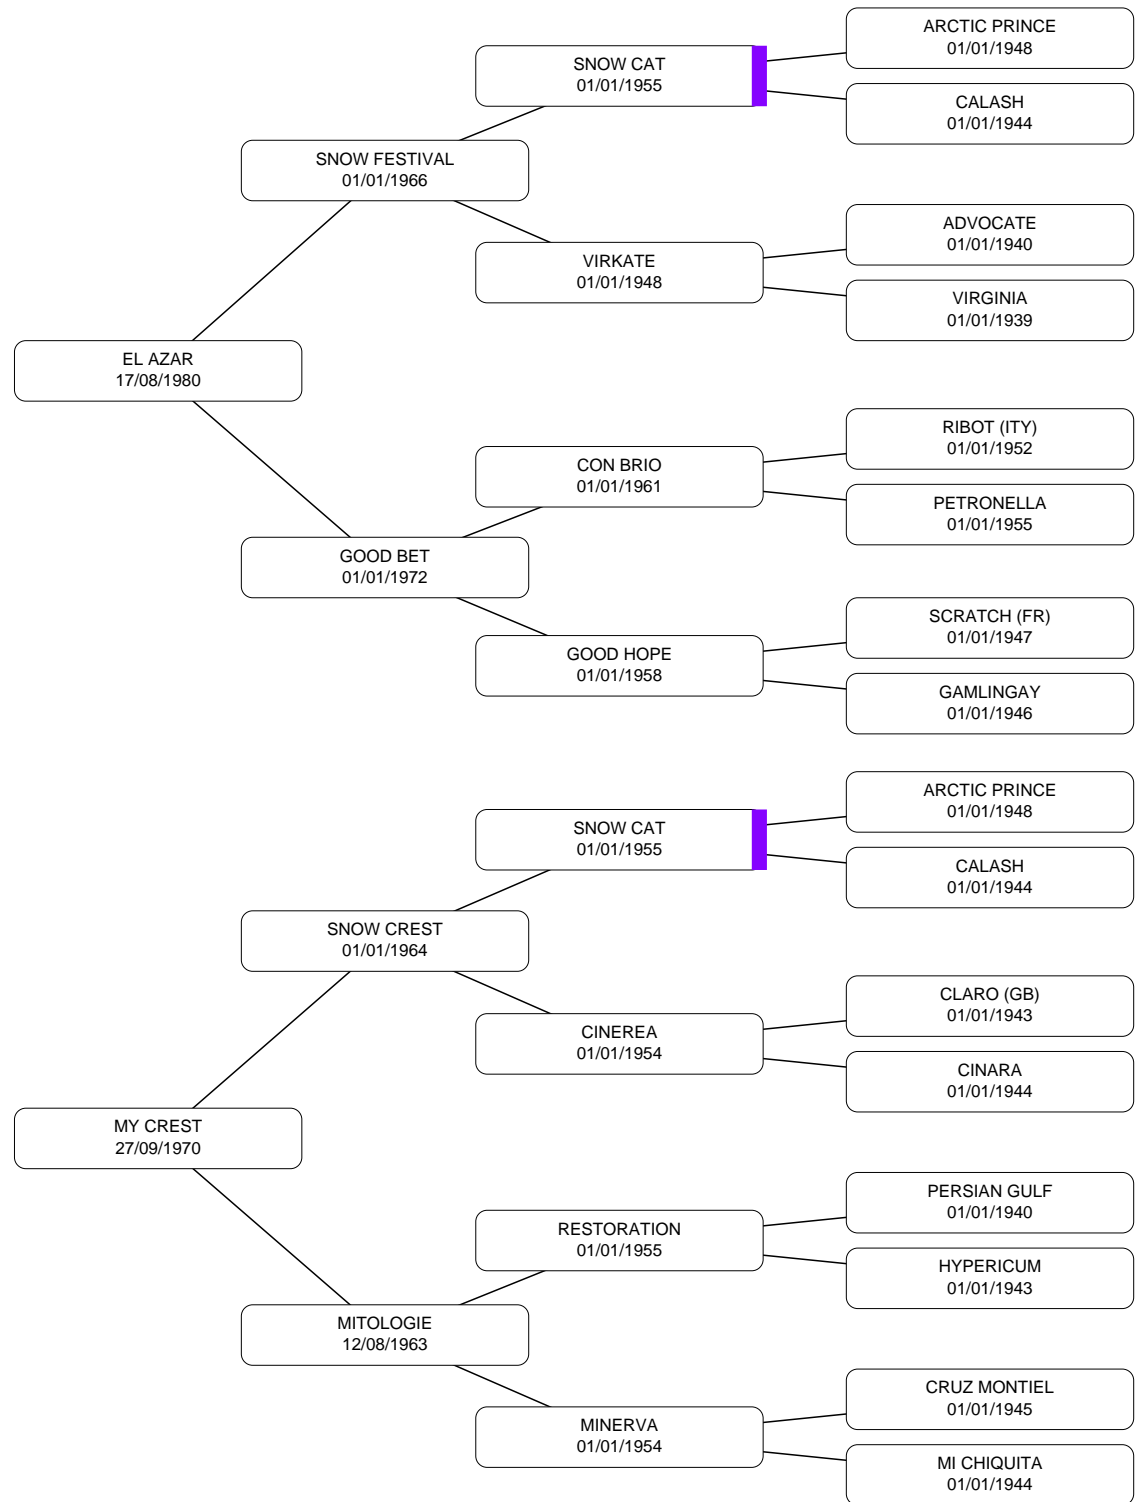 ARCTIC PRINCE
01/01/1948
SNOW CAT
01/01/1955
CALASH
01/01/1944
SNOW FESTIVAL
01/01/1966
ADVOCATE
01/01/1940
VIRKATE
01/01/1948
VIRGINIA
01/01/1939
EL AZAR
17/08/1980
RIBOT (ITY)
01/01/1952
CON BRIO
01/01/1961
PETRONELLA
01/01/1955
GOOD BET
01/01/1972
SCRATCH (FR)
01/01/1947
GOOD HOPE
01/01/1958
GAMLINGAY
01/01/1946
ARCTIC PRINCE
01/01/1948
SNOW CAT
01/01/1955
CALASH
01/01/1944
SNOW CREST
01/01/1964
CLARO (GB)
01/01/1943
CINEREA
01/01/1954
CINARA
01/01/1944
MY CREST
27/09/1970
PERSIAN GULF
01/01/1940
RESTORATION
01/01/1955
HYPERICUM
01/01/1943
MITOLOGIE
12/08/1963
CRUZ MONTIEL
01/01/1945
MINERVA
01/01/1954
MI CHIQUITA
01/01/1944